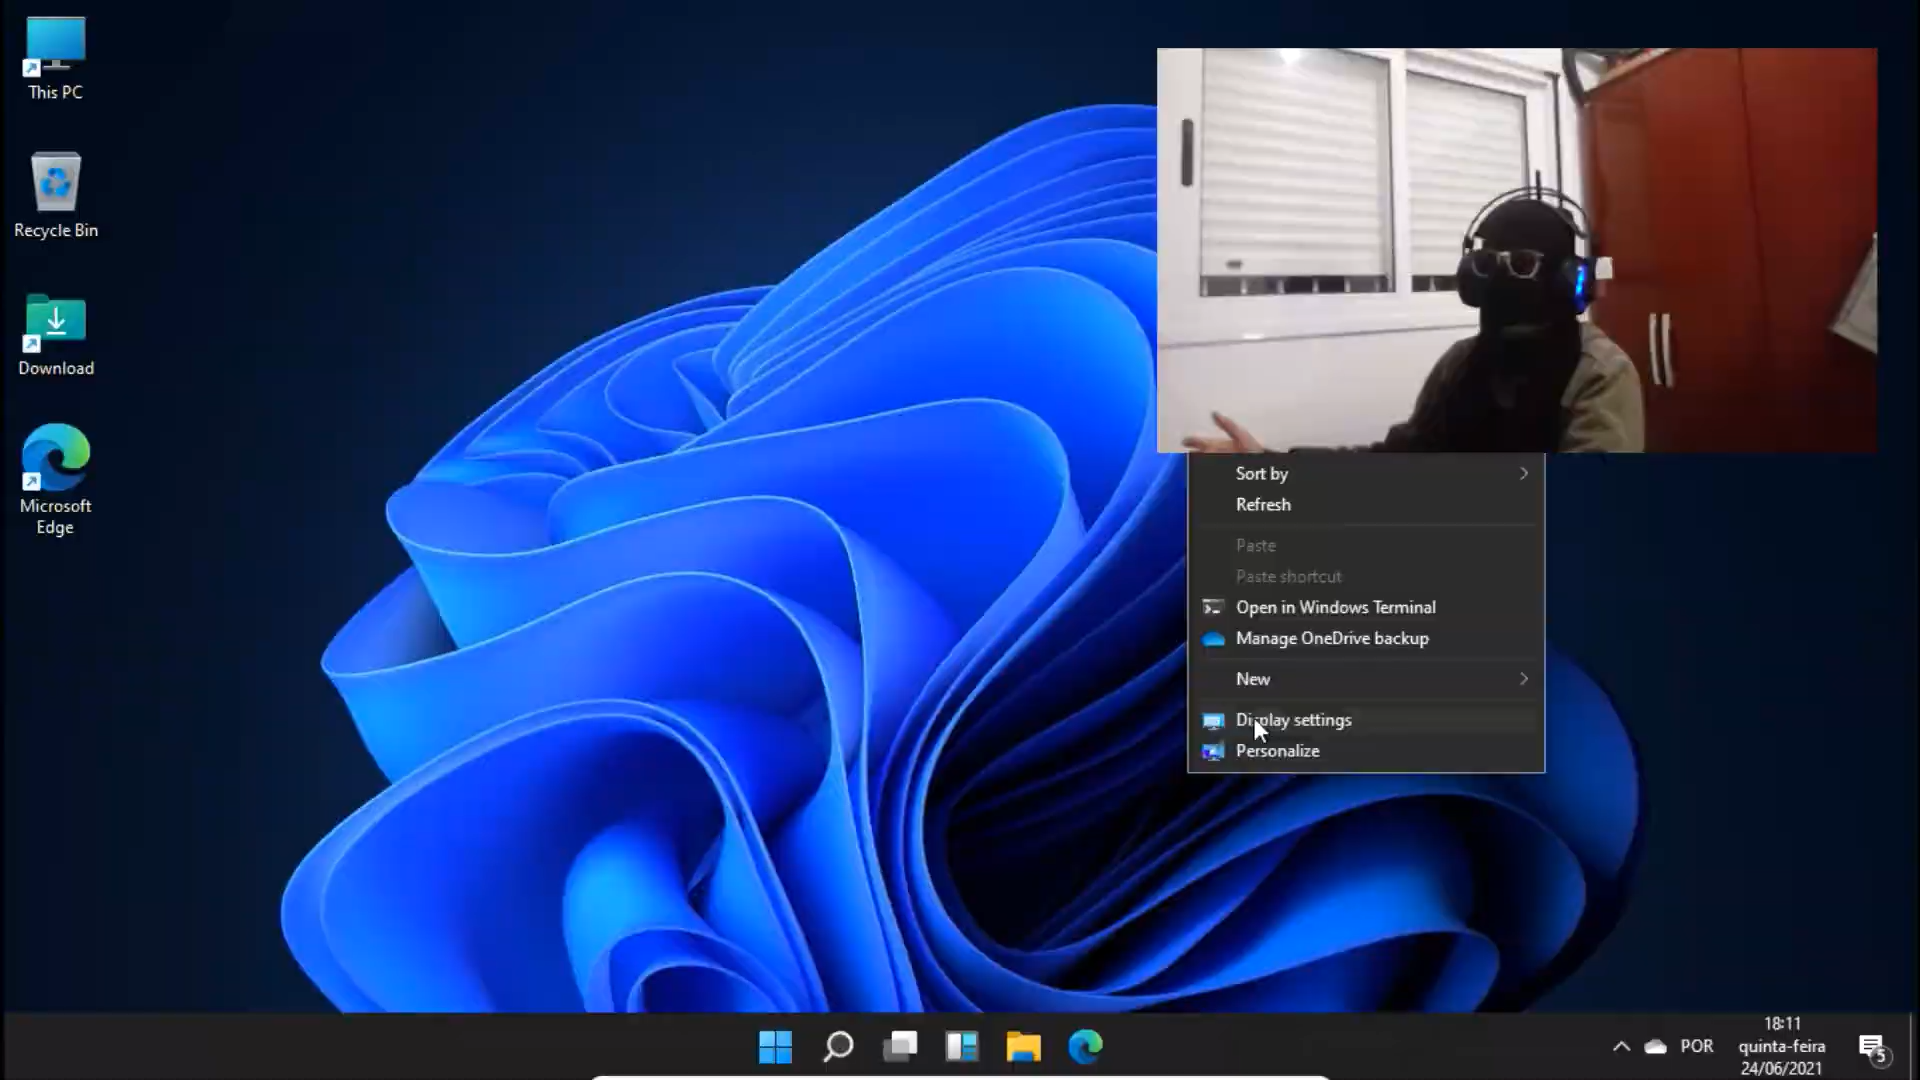 This PC
Recycle Bin
Download
Microsoft
Edge
Sort by
Refresh
Paste
Paste shortcut
Open in Windows Terminal
Manage OneDrive backup
New
Display settings
Personalize
POR
18:11
quinta-feira
24/06/2021
5